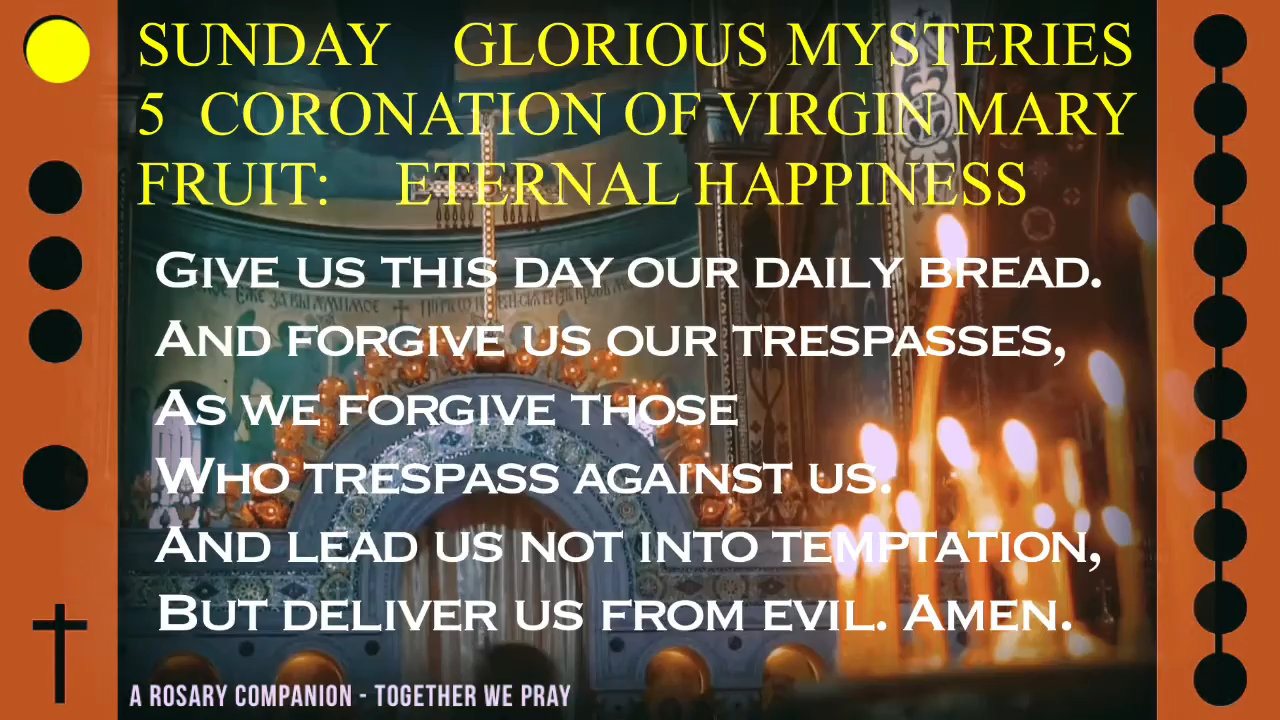 SUNDAY GLORIOUS MYSTERIES
5 CORONATION OF VIRGIN MARY
FRUIT: ETERNAL HAPPINESS
GIVE US THIS DAY OUR DAILY BREAD.
AND FORGIVE US OUR TRESPASSES,
AS WE FORGIVE THOSE
WHO TRESPASS AGAINST US.
AND LEAD US NOT INTO TEMPTATION,
BUT DELIVER US FROM EVIL. AMEN.
A ROSARY COMPANION - TOGETHER WE PRAY